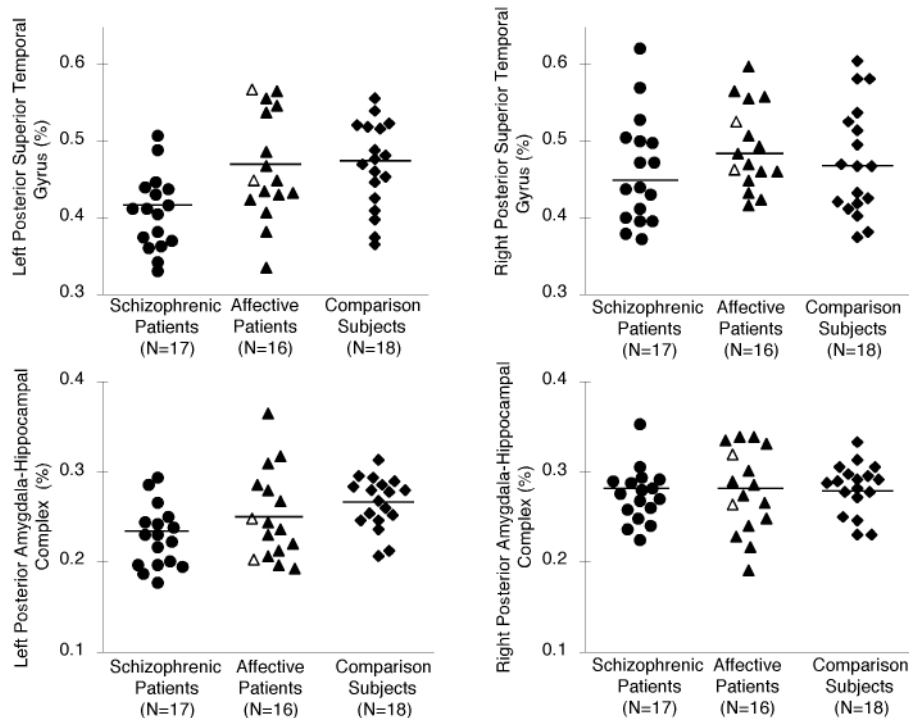 Left Posterior Superior Temporal
Gyrus (%)
0.6
0.5
0.4
0.3
Schizophrenic
Patients
(N=17)
Affective
Patients
(N=16)
Comparison
Subjects
(N=18)
Right Posterior Superior Temporal
Gyrus (%)
0.6
0.5
0.4
0.3
Schizophrenic
Patients
(N=17)
Affective
Patients
(N=16)
Comparison
Subjects
(N=18)
Left Posterior Amygdala-Hippocampal
Complex (%)
0.4
0.3
0.2
0.1
Schizophrenic
Patients
(N=17)
Affective
Patients
(N=16)
Comparison
Subjects
(N=18)
Right Posterior Amygdala-Hippocampal
Complex (%)
0.4
0.3
0.2
0.1
Schizophrenic
Patients
(N=17)
Affective
Patients
(N=16)
Comparison
Subjects
(N=18)